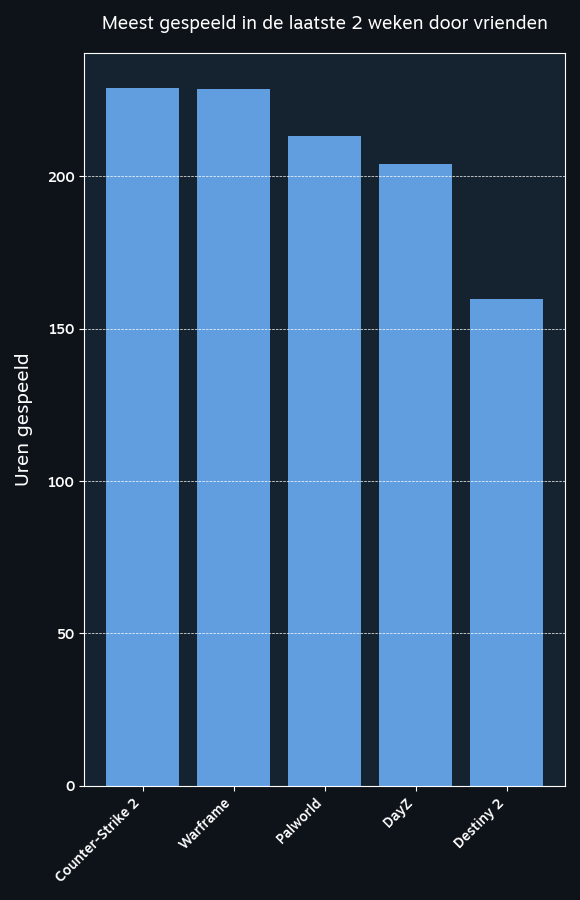 Meest gespeeld in de laatste 2 weken door vrienden
Uren gespeeld
200
150
100
50
0
Counter-Strike 2
Warframe
Palworld
DayZ
Destiny 2